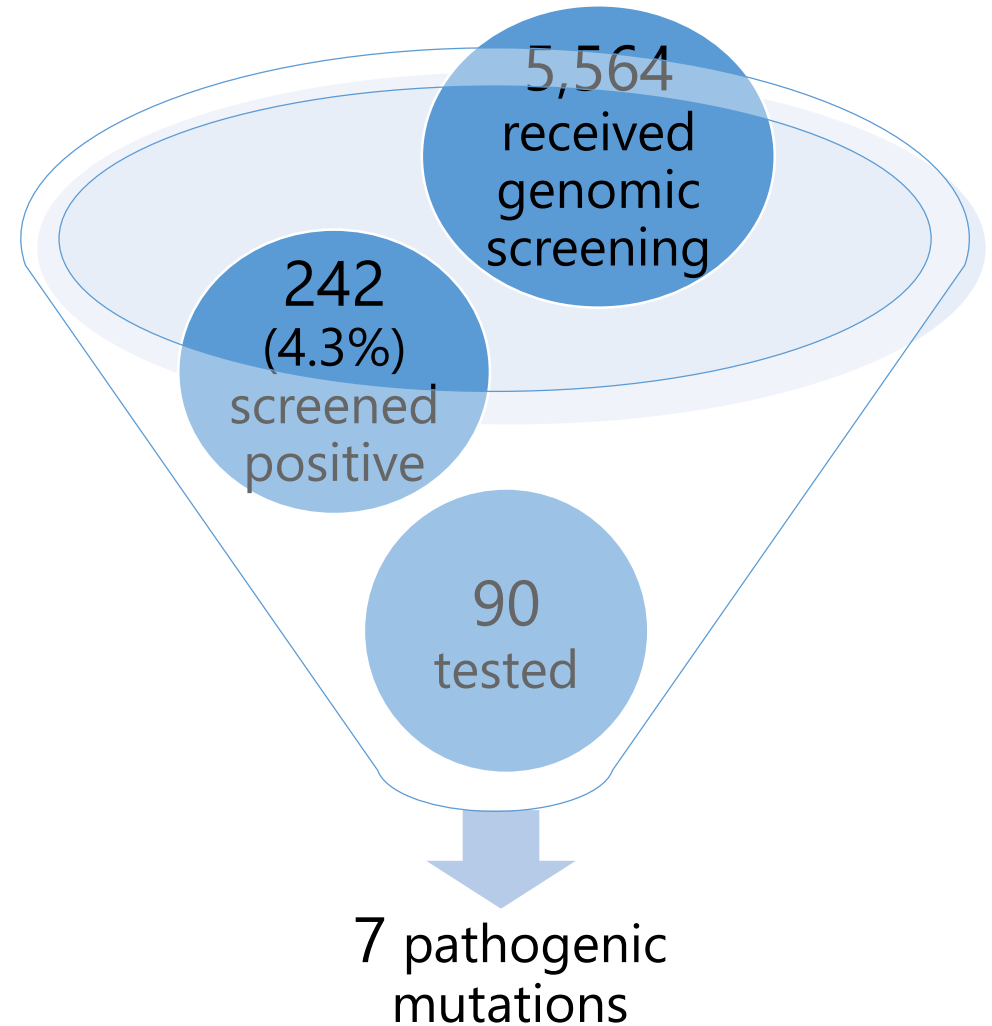 5,564
received
genomic
screening
242
(4.3%)
screened
positive
90
tested
7 pathogenic
mutations